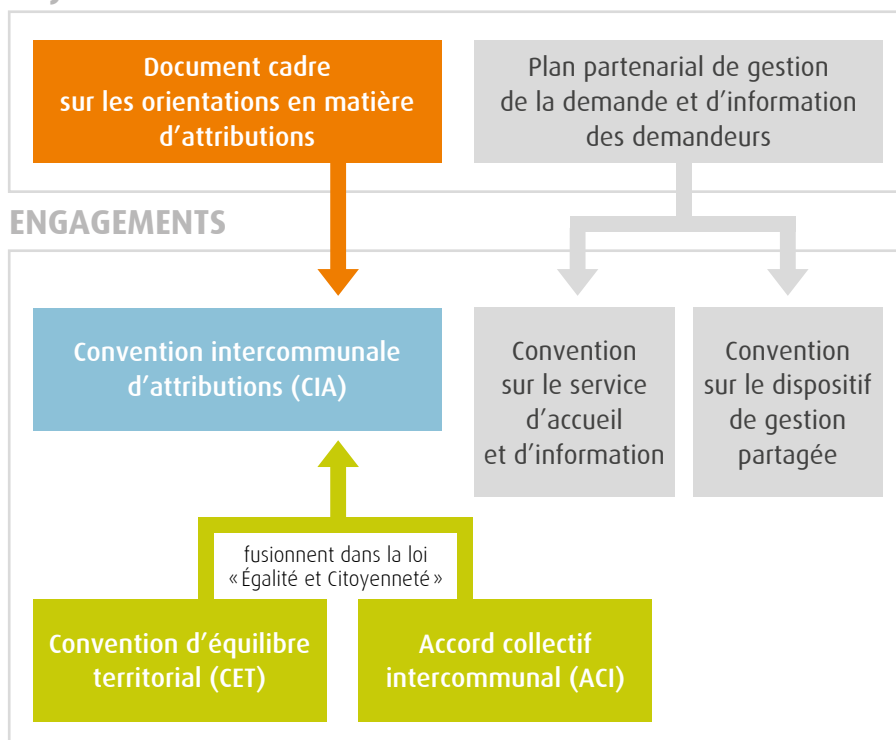 Document cadre
sur les orientations en matière
d'attributions
Plan partenarial de gestion
de la demande et d'information
des demandeurs
ENGAGEMENTS
Convention intercommunale
d'attributions (CIA)
Convention
sur le service
d'accueil
et d'information
Convention
sur le dispositif
de gestion
partagée
fusionnent dans la loi
« Égalité et Citoyenneté »
Convention d'équilibre
territorial (CET)
Accord collectif
intercommunal (ACI)